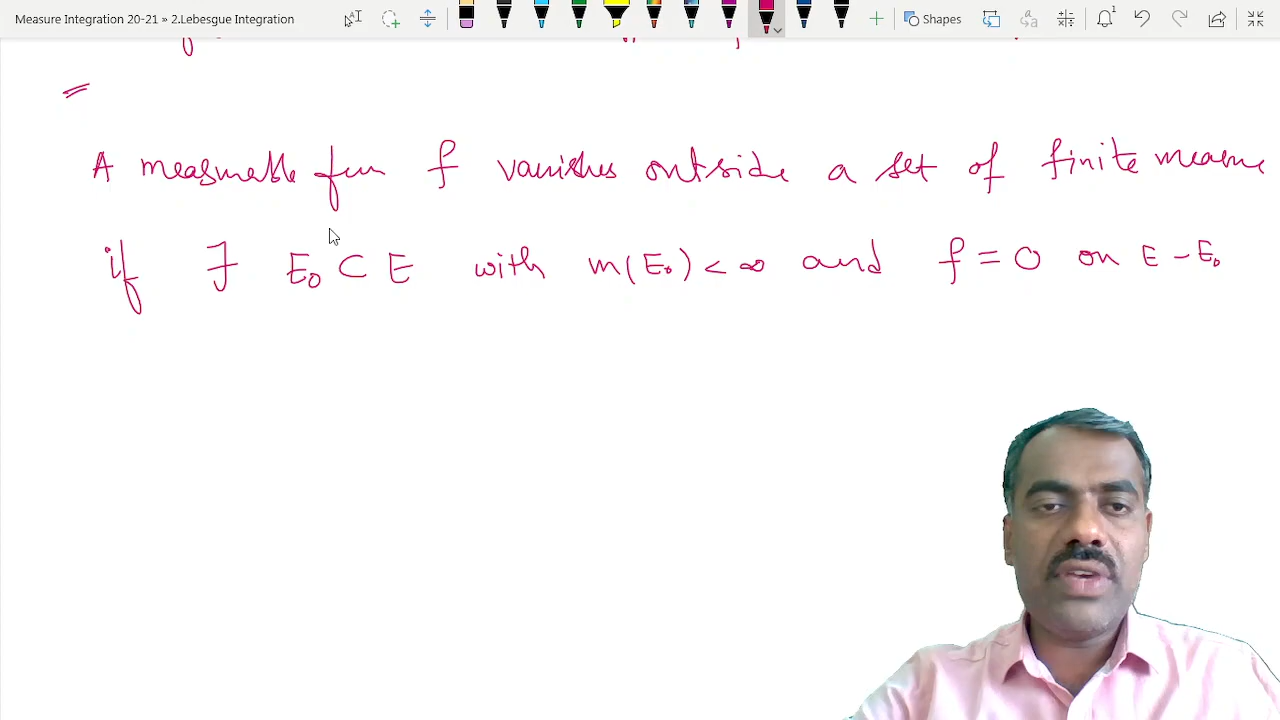 Measure Integration 20-21 » 2.Lebesgue Integration
Shapes
A measurable fun f vanishes outside a set of finite measure
if ∃ E₀ ⊂ E with m(E₀) < ∞ and f = 0 on E – E₀